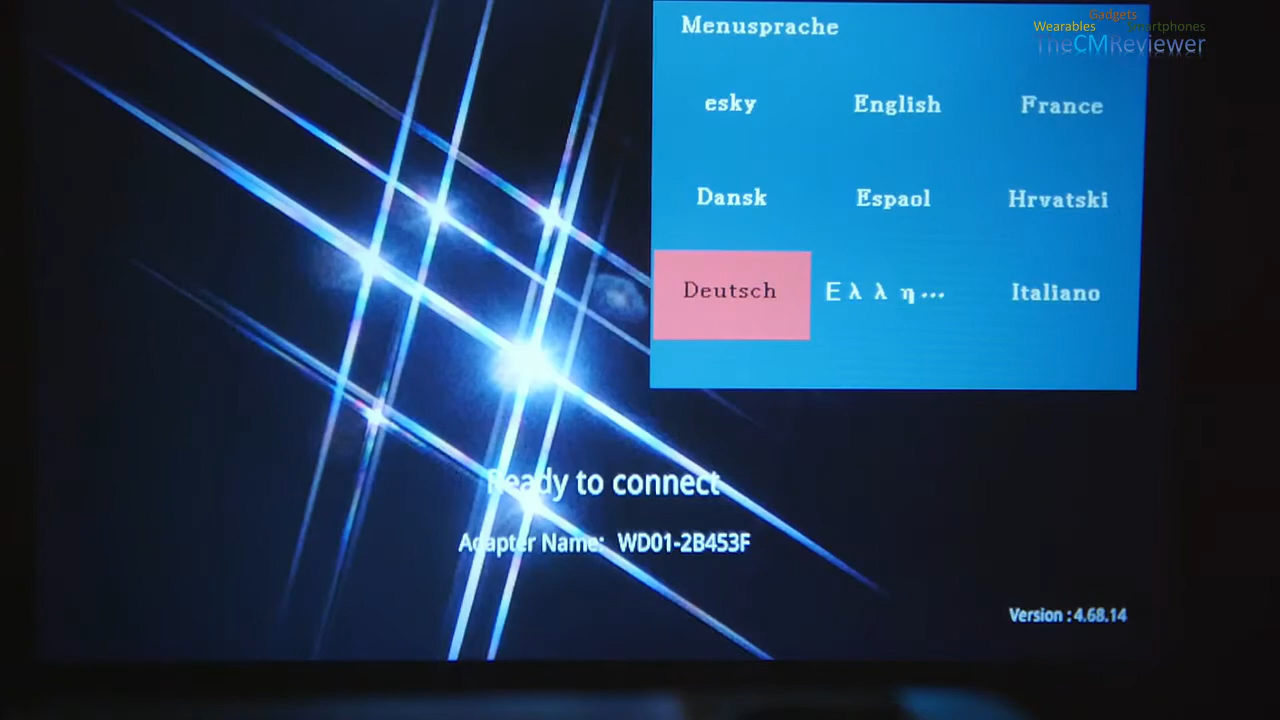 Menusprache
Gadgets
Wearables Smartphones
TheCMReviewer
esky English France
Dansk Espaol Hrvatski
Deutsch Ελλη... Italiano
Ready to connect
Adapter Name: WD01-2B453F
Version : 4.68.14